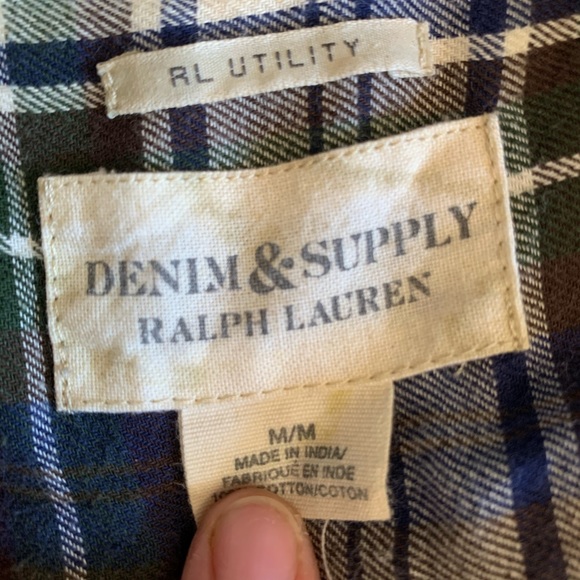 RL UTILITY
DENIM & SUPPLY
RALPH LAUREN
M/M
MADE IN INDIA/
FABRIQUÉ EN INDE
COTTON/COTON